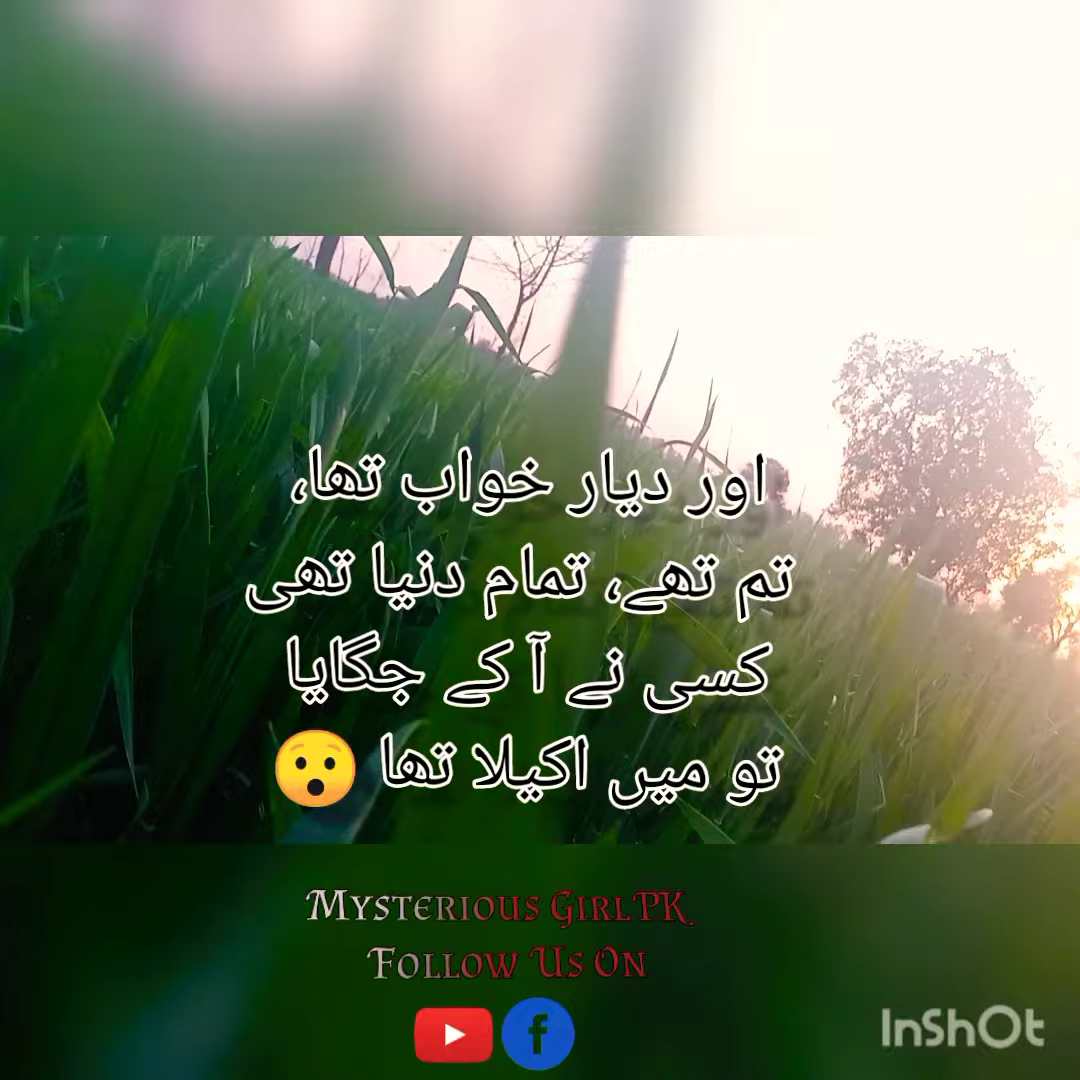 اور دیار خواب تھا،
تم تھے، تمام دنیا تھی
کسی نے آ کے جگایا
تو میں اکیلا تھا 😯
Mysterious GirlPK
Follow Us On
InShOt